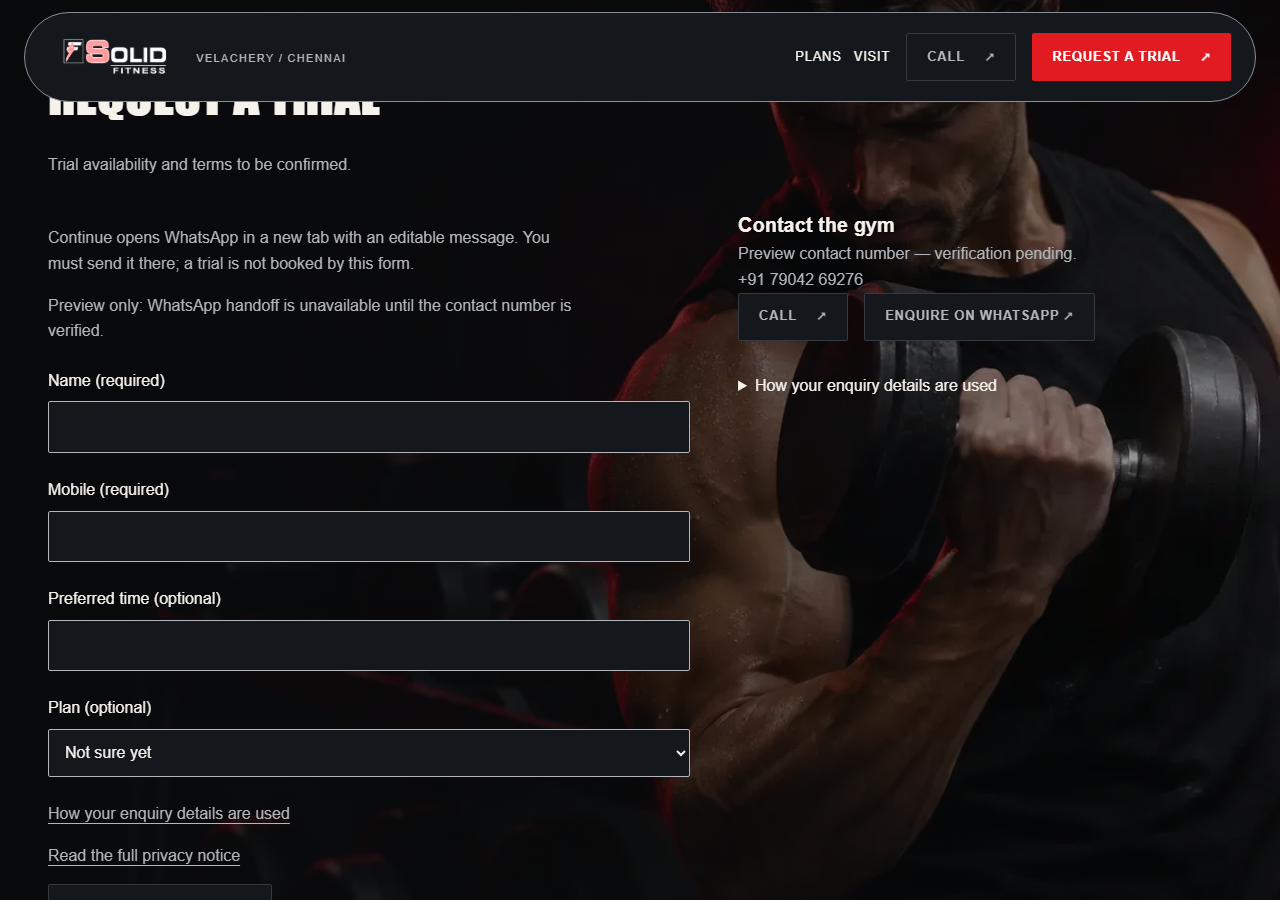 SOLID
FITNESS
VELACHERY / CHENNAI
PLANS VISIT CALL ↗ REQUEST A TRIAL ↗
REQUEST A TRIAL
Trial availability and terms to be confirmed.
Continue opens WhatsApp in a new tab with an editable message. You
must send it there; a trial is not booked by this form.
Preview only: WhatsApp handoff is unavailable until the contact number is
verified.
Name (required)
Mobile (required)
Preferred time (optional)
Plan (optional)
Not sure yet
How your enquiry details are used
Read the full privacy notice
Contact the gym
Preview contact number — verification pending.
+91 79042 69276
CALL ↗ ENQUIRE ON WHATSAPP ↗
How your enquiry details are used